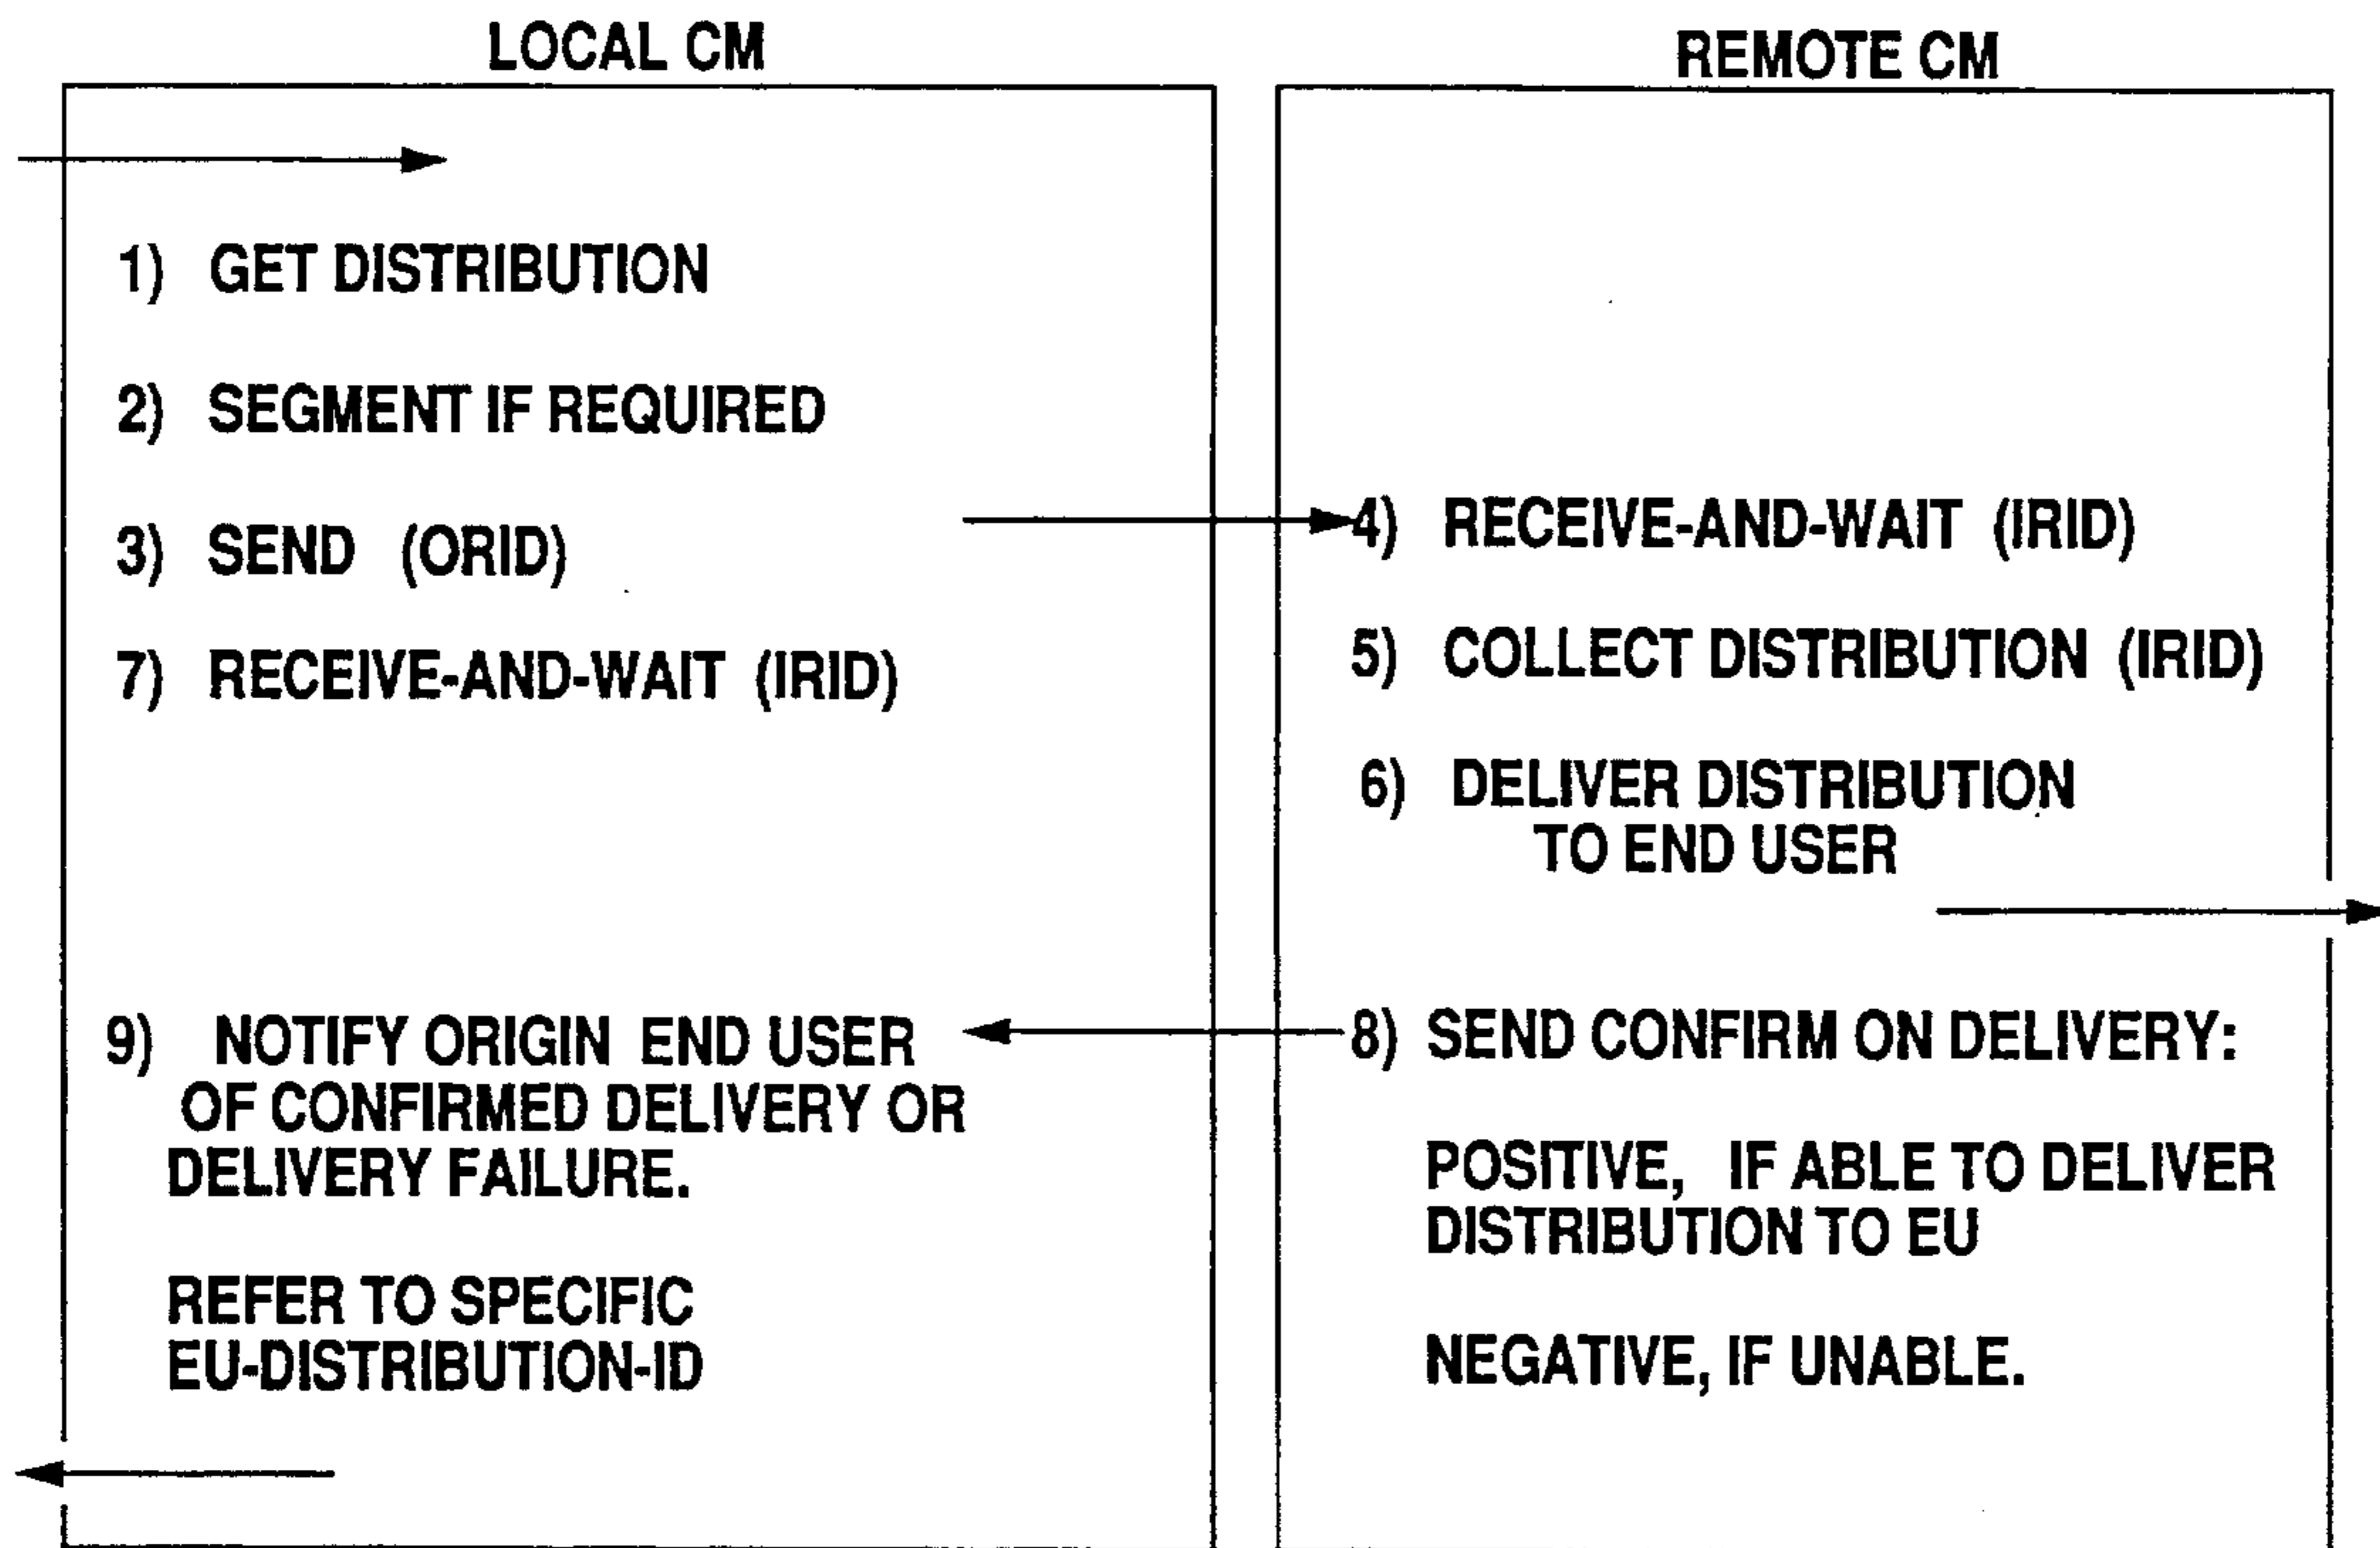 LOCAL CM
1) GET DISTRIBUTION
2) SEGMENT IF REQUIRED
3) SEND (ORID)
7) RECEIVE-AND-WAIT (IRID)
9) NOTIFY ORIGIN END USER
OF CONFIRMED DELIVERY OR
DELIVERY FAILURE.
REFER TO SPECIFIC
EU-DISTRIBUTION-ID
REMOTE CM
4) RECEIVE-AND-WAIT (IRID)
5) COLLECT DISTRIBUTION (IRID)
6) DELIVER DISTRIBUTION
TO END USER
8) SEND CONFIRM ON DELIVERY:
POSITIVE, IF ABLE TO DELIVER
DISTRIBUTION TO EU
NEGATIVE, IF UNABLE.